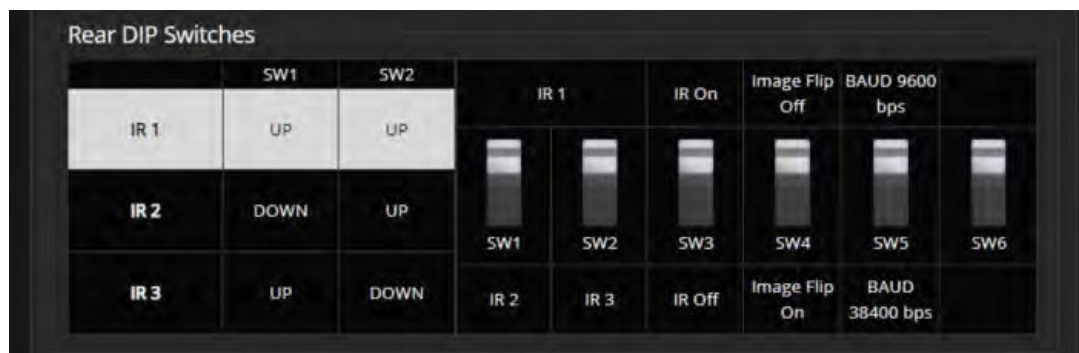 Rear DIP Switches
SW1 SW2
IR 1 UP UP
IR 2 DOWN UP
IR 3 UP DOWN
IR 1 IR On Image Flip Off BAUD 9600 bps
SW1 SW2 SW3 SW4 SW5 SW6
IR 2 IR 3 IR Off Image Flip On BAUD 38400 bps